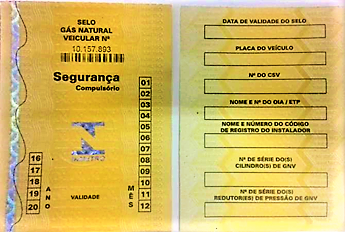 SELO
GÁS NATURAL
VEICULAR Nº
10.157.893
Segurança
Compulsório
01
02
03
04
05
06
07
08
09
10
11
12
MÊS
16
17
18
19
20
ANO
VALIDADE
INMETRO
DATA DE VALIDADE DO SELO
PLACA DO VEÍCULO
Nº DO CSV
NOME E Nº DO OIA / ETP
NOME E NÚMERO DO CÓDIGO
DE REGISTRO DO INSTALADOR
Nº DE SÉRIE DO(S)
CILINDRO(S) DE GNV
Nº DE SÉRIE DO(S)
REDUTOR(ES) DE PRESSÃO DE GNV